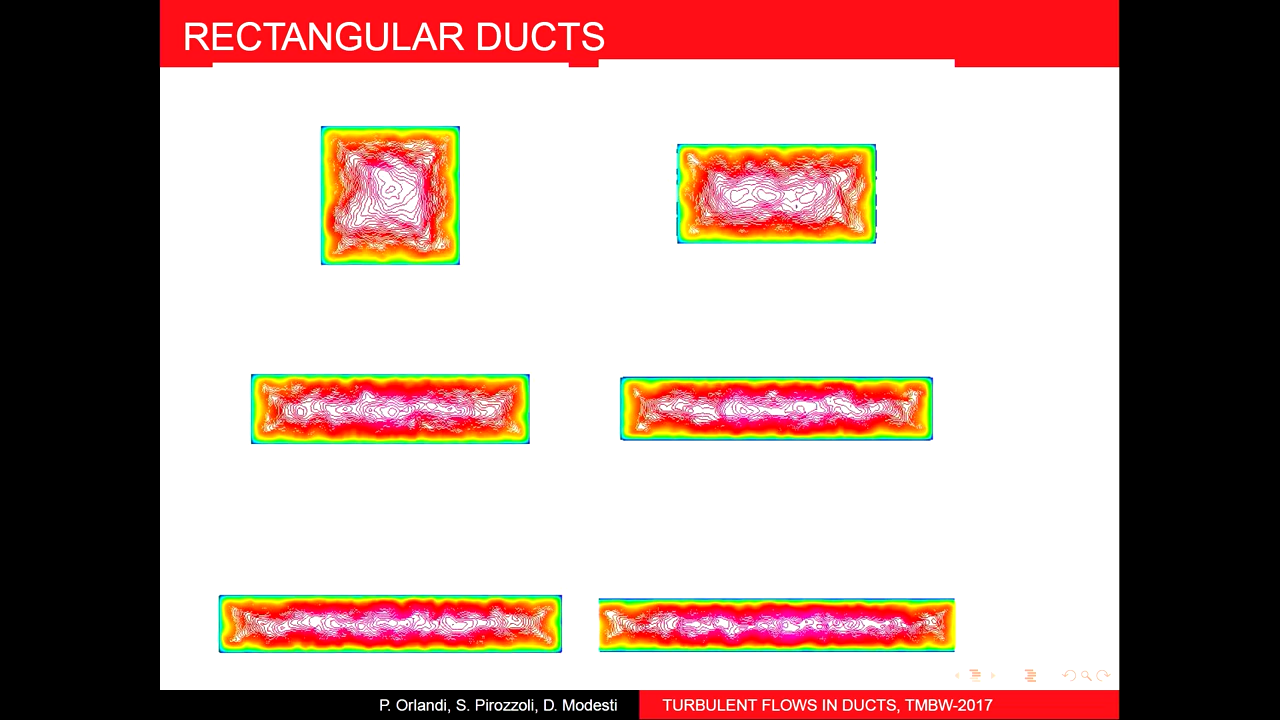 RECTANGULAR DUCTS
P. Orlandi, S. Pirozzoli, D. Modesti
TURBULENT FLOWS IN DUCTS, TMBW-2017